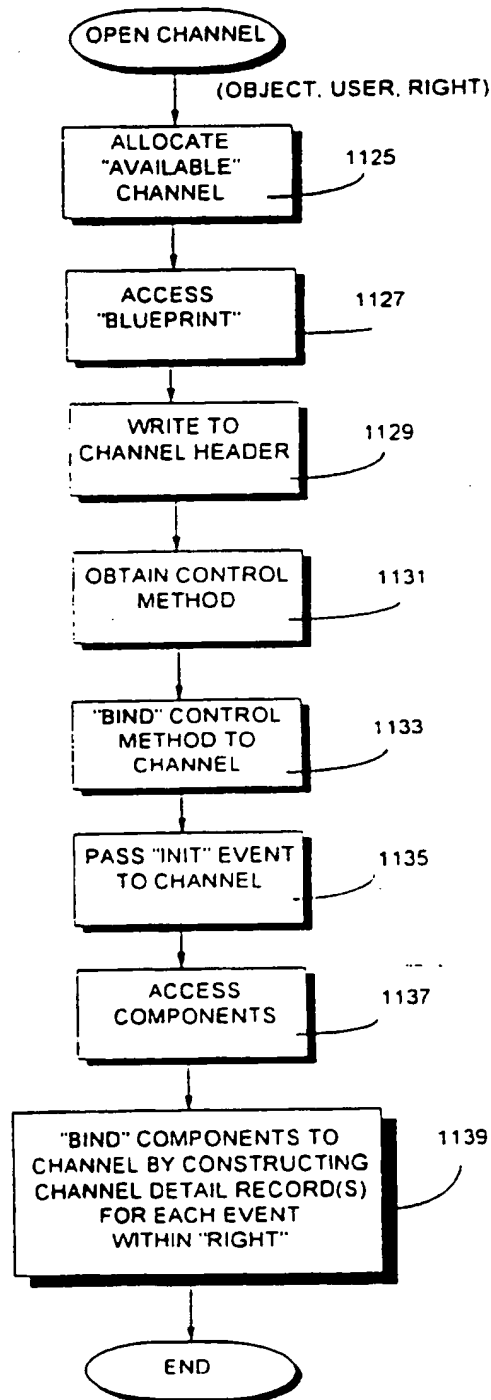 OPEN CHANNEL
(OBJECT, USER, RIGHT)
ALLOCATE
"AVAILABLE"
CHANNEL
1125
ACCESS
"BLUEPRINT"
1127
WRITE TO
CHANNEL HEADER
1129
OBTAIN CONTROL
METHOD
1131
"BIND" CONTROL
METHOD TO
CHANNEL
1133
PASS "INIT" EVENT
TO CHANNEL
1135
ACCESS
COMPONENTS
1137
"BIND" COMPONENTS TO
CHANNEL BY CONSTRUCTING
CHANNEL DETAIL RECORD(S)
FOR EACH EVENT
WITHIN "RIGHT"
1139
END